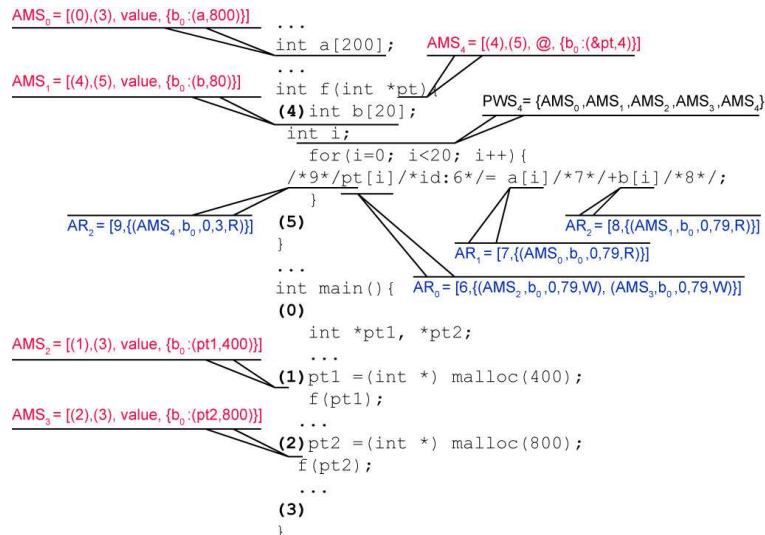 AMS0 = [(0),(3), value, {b0:(a,800)}]
...
int a[200];
AMS4 = [(4),(5), @, {b0:(&pt,4)}]
...
AMS1 = [(4),(5), value, {b0:(b,80)}]
int f(int *pt){
PWS4 = {AMS0,AMS1,AMS2,AMS3,AMS4}
(4) int b[20];
int i;
for(i=0; i<20; i++){
/*9*/pt[i]/*id:6*/= a[i]/*7*/+b[i]/*8*/;
}
AR2 = [9,{(AMS4,b0,0,3,R)}]
(5)
AR2 = [8,{(AMS1,b0,0,79,R)}]
}
AR1 = [7,{(AMS0,b0,0,79,R)}]
...
int main(){
AR0 = [6,{(AMS2,b0,0,79,W), (AMS3,b0,0,79,W)}]
(0)
int *pt1, *pt2;
AMS2 = [(1),(3), value, {b0:(pt1,400)}]
...
(1) pt1 =(int *) malloc(400);
f(pt1);
AMS3 = [(2),(3), value, {b0:(pt2,800)}]
...
(2) pt2 =(int *) malloc(800);
f(pt2);
...
(3)
}